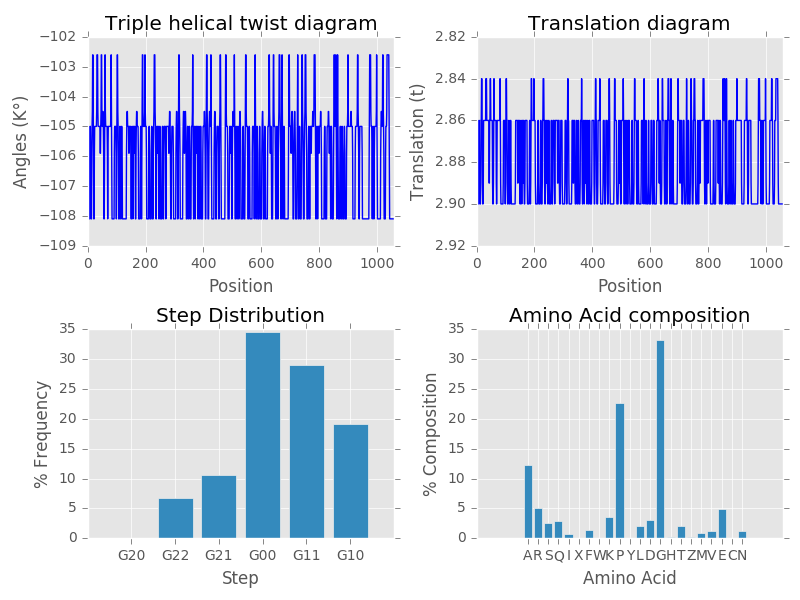 Triple helical twist diagram
Angles (K°)
−102
−103
−104
−105
−106
−107
−108
−109
0 200 400 600 800 1000
Position
Translation diagram
Translation (t)
2.82
2.84
2.86
2.88
2.90
2.92
0 200 400 600 800 1000
Position
Step Distribution
% Frequency
35
30
25
20
15
10
5
0
G20 G22 G21 G00 G11 G10
Step
Amino Acid composition
% Composition
35
30
25
20
15
10
5
0
A R S Q I X F W K P Y L D G H T Z M V E C N
Amino Acid